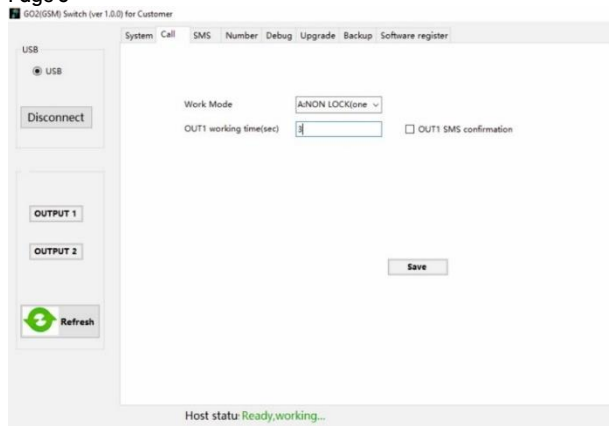 GO2(GSM) Switch (ver 1.0.0) for Customer
System Call SMS Number Debug Upgrade Backup Software register
USB
USB
Disconnect
Work Mode A:NON LOCK(one
OUT1 working time(sec) 3 OUT1 SMS confirmation
OUTPUT 1
OUTPUT 2
Save
Refresh
Host statu: Ready,working...